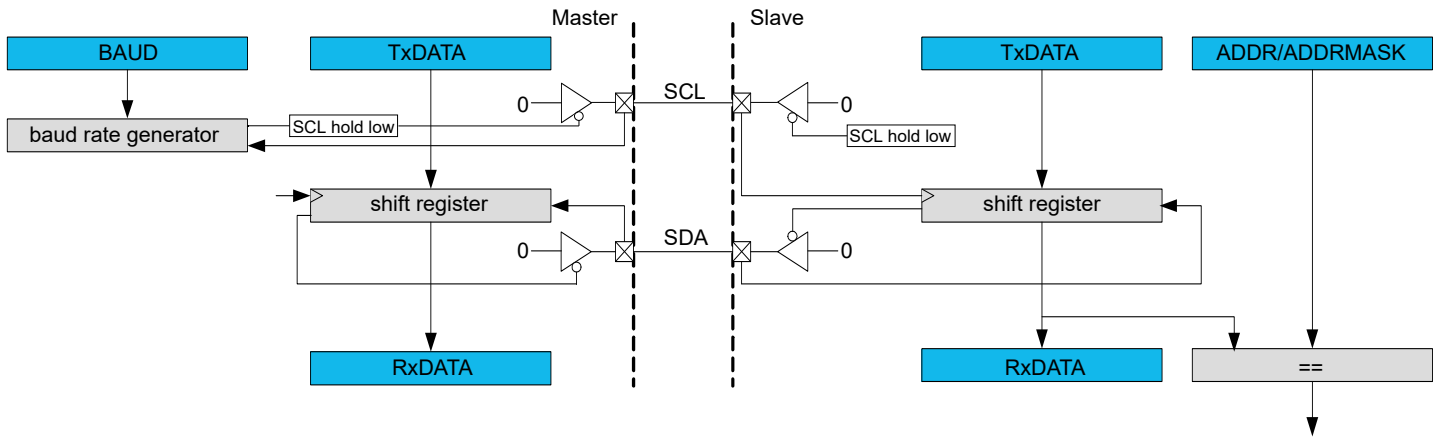 Master
Slave
BAUD
TxDATA
TxDATA
ADDR/ADDRMASK
0
SCL
0
baud rate generator
SCL hold low
SCL hold low
shift register
shift register
0
SDA
0
RxDATA
RxDATA
==